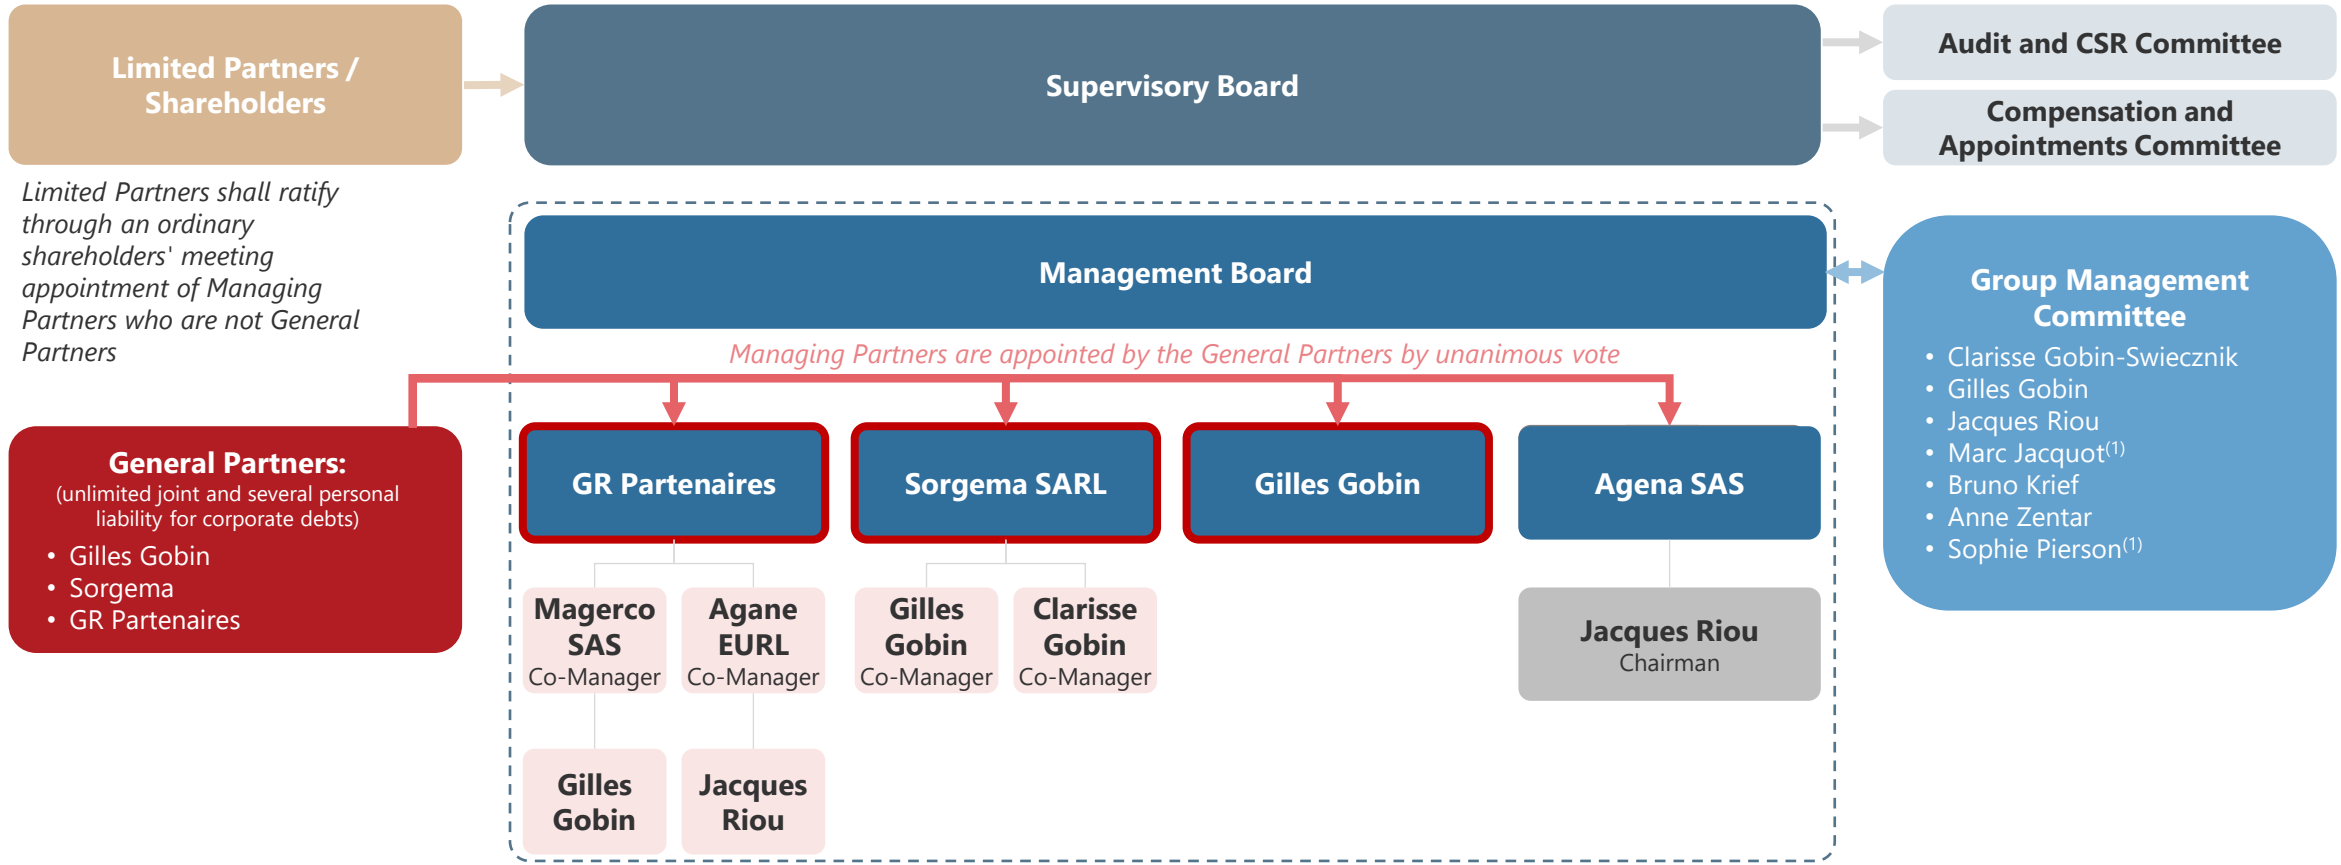 Limited Partners /
Shareholders
Supervisory Board
Audit and CSR Committee
Compensation and
Appointments Committee
Limited Partners shall ratify
through an ordinary
shareholders' meeting
appointment of Managing
Partners who are not General
Partners
Management Board
Managing Partners are appointed by the General Partners by unanimous vote
Group Management
Committee
• Clarisse Gobin-Swiecznik
• Gilles Gobin
• Jacques Riou
• Marc Jacquot(1)
• Bruno Krief
• Anne Zentar
• Sophie Pierson(1)
General Partners:
(unlimited joint and several personal
liability for corporate debts)
• Gilles Gobin
• Sorgema
• GR Partenaires
GR Partenaires
Sorgema SARL
Gilles Gobin
Agena SAS
Magerco
SAS
Co-Manager
Agane
EURL
Co-Manager
Gilles
Gobin
Co-Manager
Clarisse
Gobin
Co-Manager
Jacques Riou
Chairman
Gilles
Gobin
Jacques
Riou